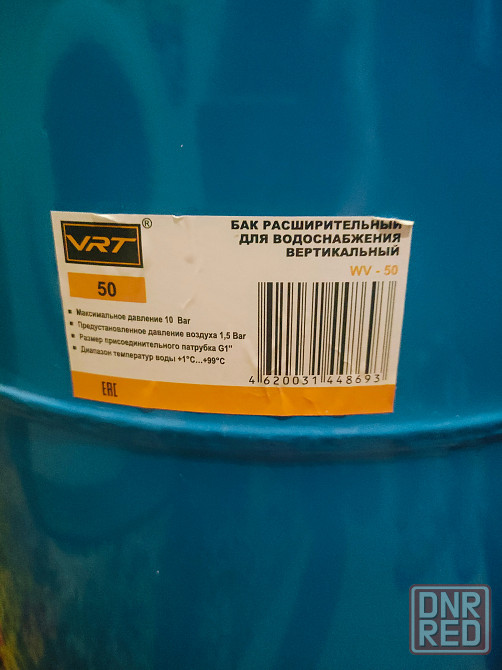 VRT®
БАК РАСШИРИТЕЛЬНЫЙ
ДЛЯ ВОДОСНАБЖЕНИЯ
ВЕРТИКАЛЬНЫЙ
WV - 50
50
▪ Максимальное давление 10 Bar
▪ Предустановленное давление воздуха 1,5 Bar
▪ Размер присоединительного патрубка G1"
▪ Диапазон температур воды +1°C...+99°C
4 620031 448693
EAC
DNR
RED